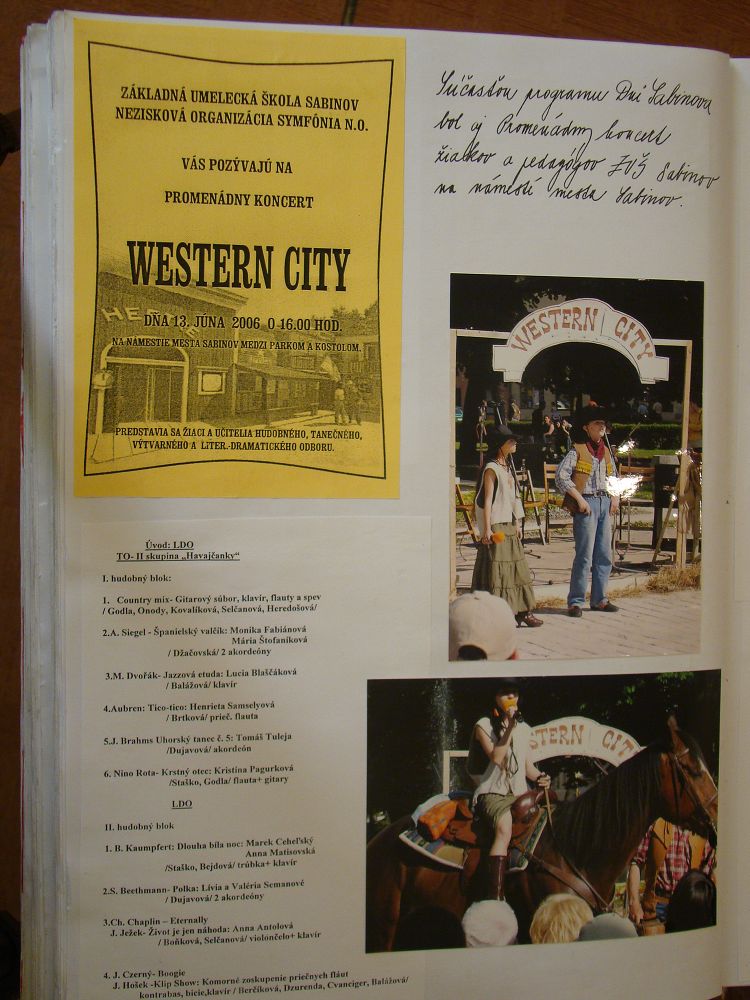 ZÁKLADNÁ UMELECKÁ ŠKOLA SABINOV
NEZISKOVÁ ORGANIZÁCIA SYMFÓNIA N.O.
VÁS POZÝVAJÚ NA
PROMENÁDNY KONCERT
WESTERN CITY
DŇA 13. JÚNA 2006 O 16.00 HOD.
NA NÁMESTIE MESTA SABINOV MEDZI PARKOM A KOSTOLOM.
PREDSTAVIA SA ŽIACI A UČITELIA HUDOBNÉHO, TANEČNÉHO,
VÝTVARNÉHO A LITER.-DRAMATICKÉHO ODBORU.
Súčasťou programu Dní Sabinova
bol aj Promenádny koncert
žiakov a pedagógov ZUŠ Sabinov
na námestí mesta Sabinov.
WESTERN CITY
STERN CITY
Úvod: LDO
TO- II skupina „Havajčanky“
I. hudobný blok:
1. Country mix- Gitarový súbor, klavír, flauty a spev
/ Godla, Onody, Kovalíková, Selčanová, Heredošová/
2.A. Siegel - Španielský valčík: Monika Fabiánová
Mária Štofaníková
/ Džačovská/ 2 akordeóny
3.M. Dvořák- Jazzová etuda: Lucia Blaščáková
/ Balážová/ klavír
4.Aubren: Tico-tico: Henrieta Samselyová
/ Brtková/ prieč. flauta
5.J. Brahms Uhorský tanec č. 5: Tomáš Tuleja
/Dujavová/ akordeón
6. Nino Rota- Krstný otec: Kristína Pagurková
/Staško, Godla/ flauta+ gitary
LDO
II. hudobný blok
1. B. Kaumpfert: Dlouha bíla noc: Marek Ceheľský
Anna Matisovská
/Staško, Bejdová/ trúbka+ klavír
2.S. Beethmann- Polka: Lívia a Valéria Semanové
/ Dujavová/ 2 akordeóny
3.Ch. Chaplin – Eternally
J. Ježek- Život je jen náhoda: Anna Antolová
/ Boňková, Selčanová/ violončelo+ klavír
4. J. Czerný- Boogie
J. Hošek -Klip Show: Komorné zoskupenie priečnych fláut
kontrabas, bicie,klavír / Berčíková, Dzurenda, Cvanciger, Balážová/